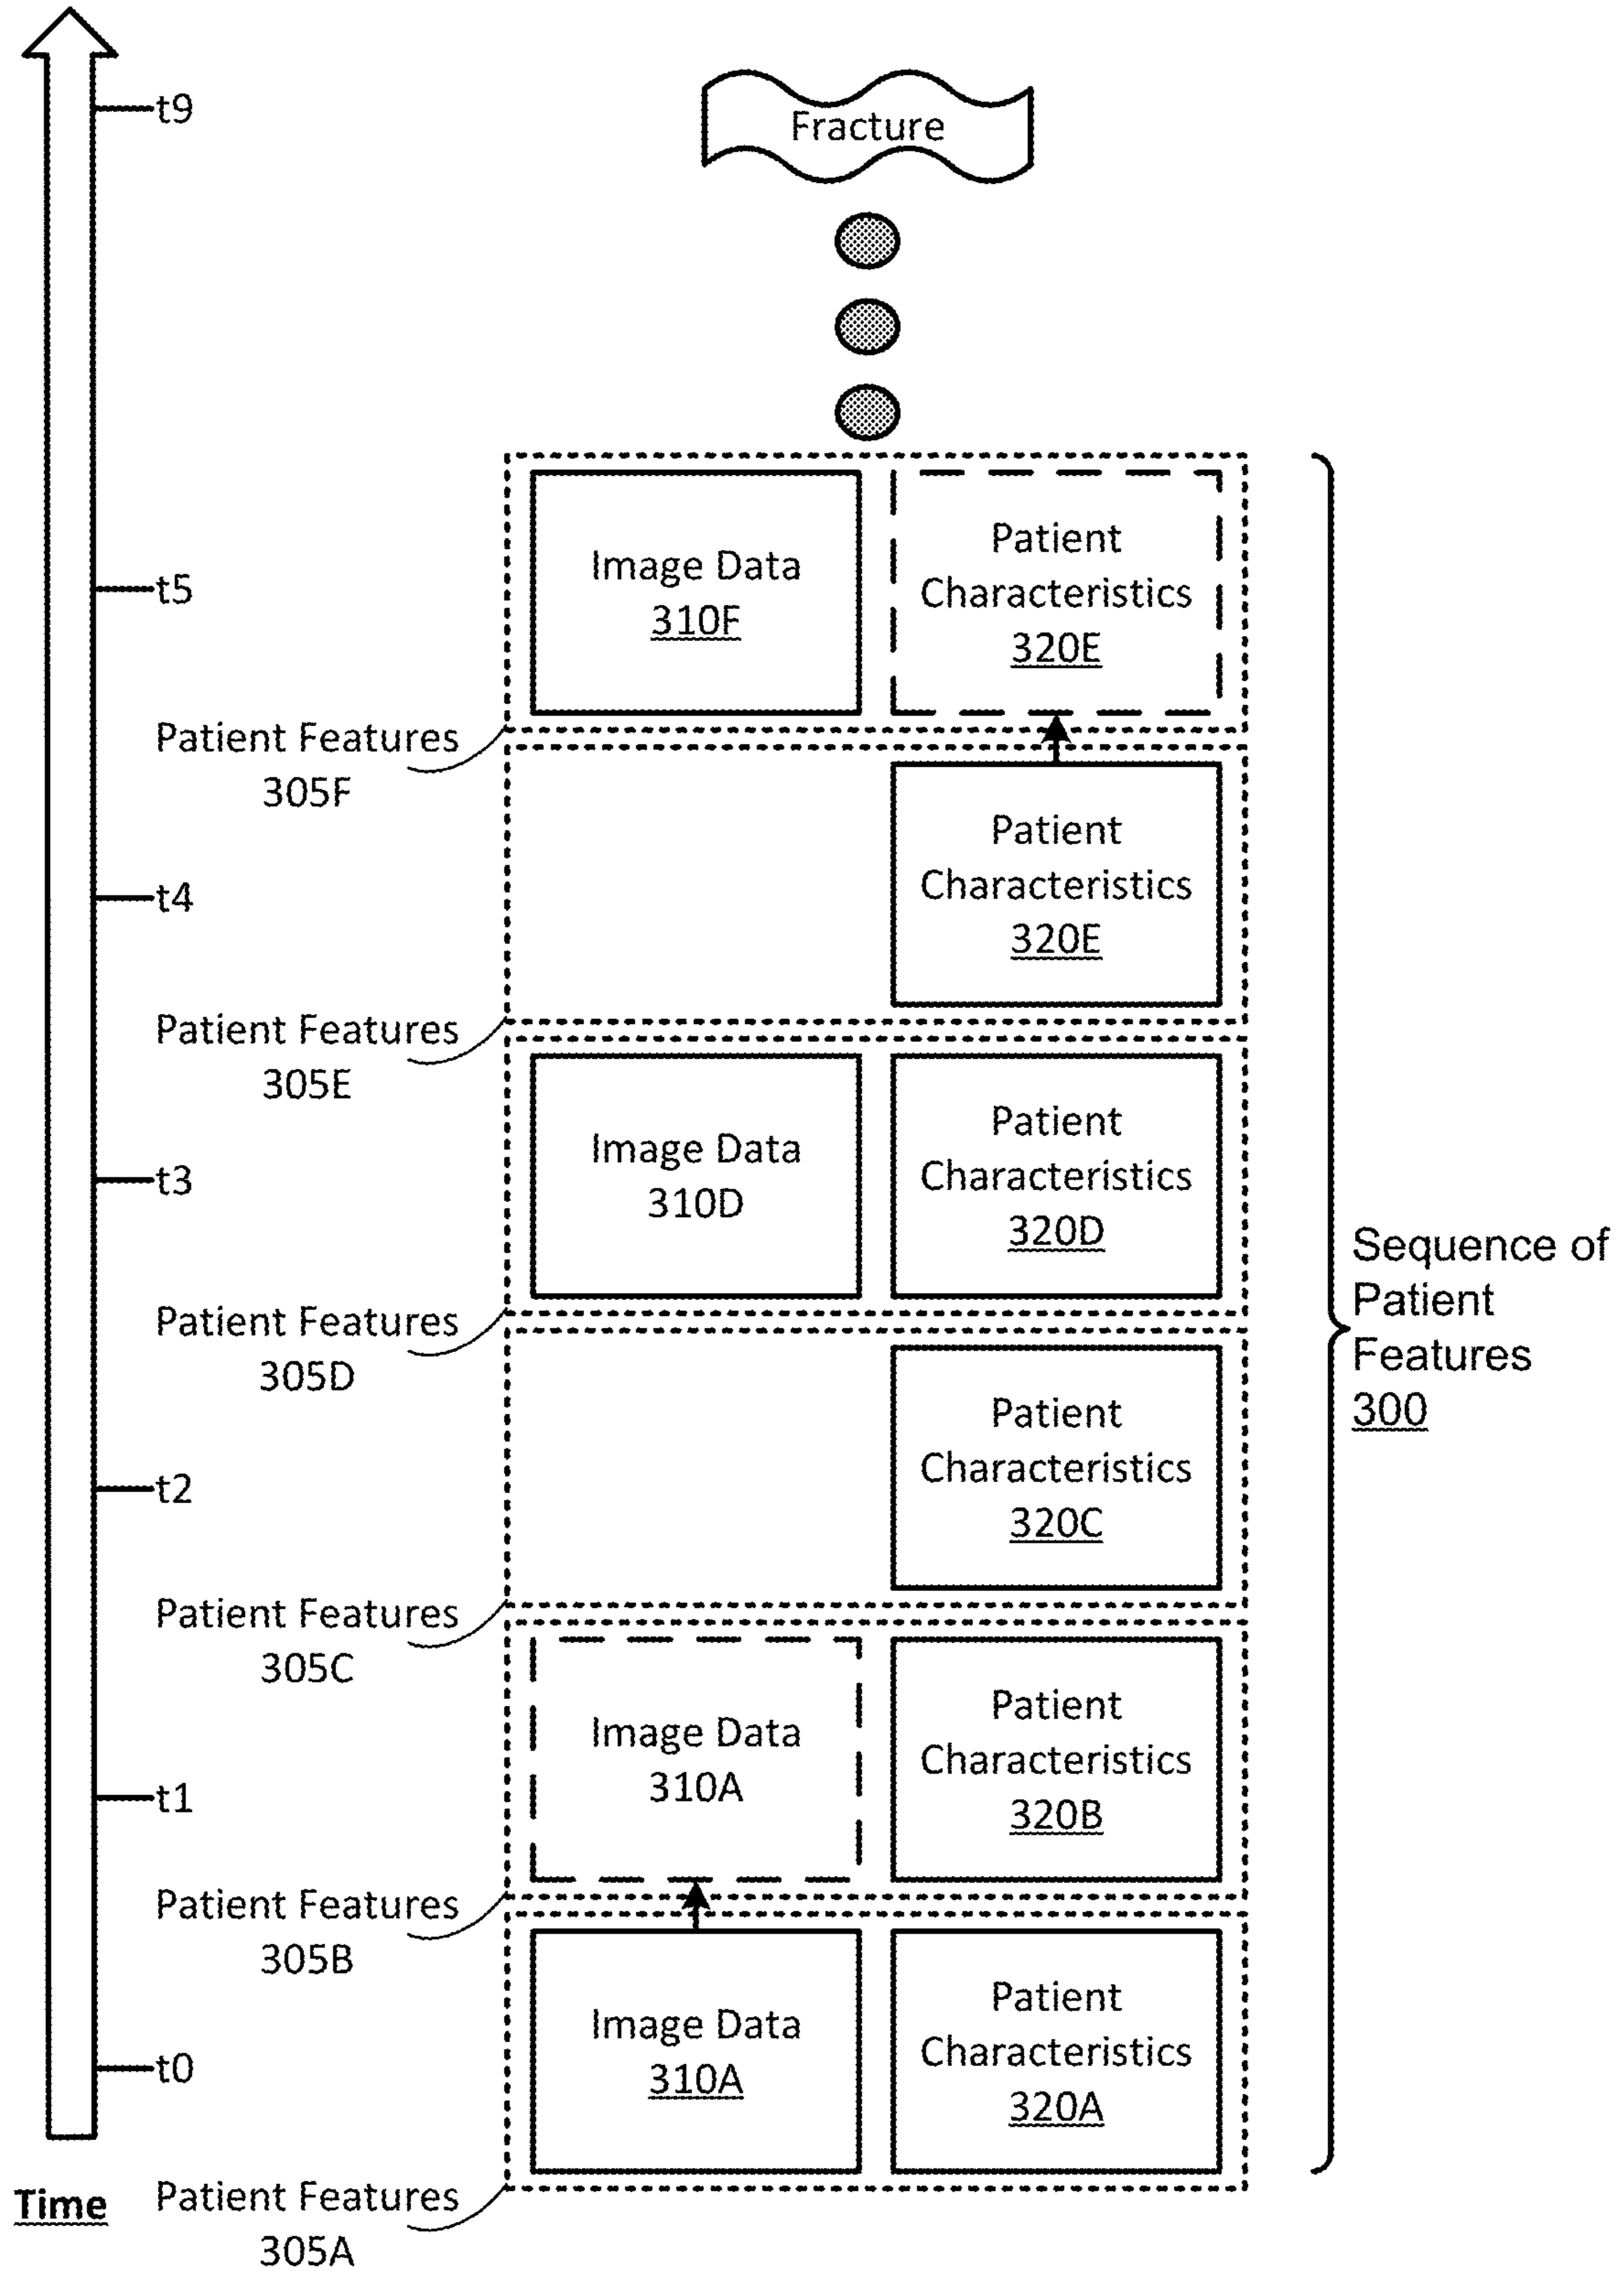 t9
Fracture
t5
Image Data
310F
Patient
Characteristics
320E
Patient Features
305F
t4
Patient
Characteristics
320E
Patient Features
305E
t3
Image Data
310D
Patient
Characteristics
320D
Sequence of
Patient
Features
300
Patient Features
305D
t2
Patient
Characteristics
320C
Patient Features
305C
t1
Image Data
310A
Patient
Characteristics
320B
Patient Features
305B
t0
Image Data
310A
Patient
Characteristics
320A
Time
Patient Features
305A